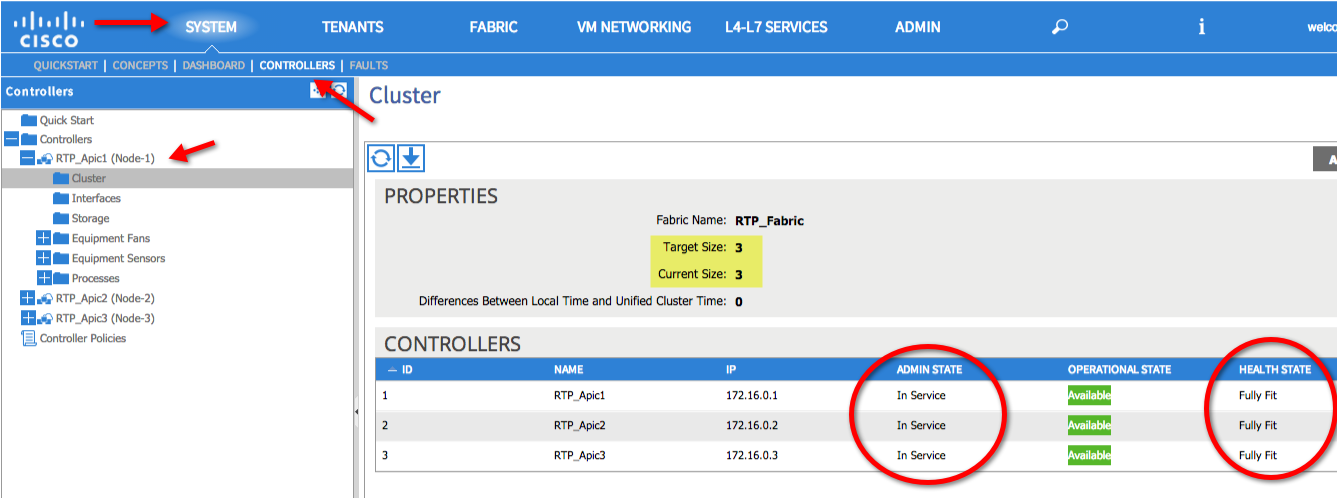 CISCO
SYSTEM TENANTS FABRIC VM NETWORKING L4-L7 SERVICES ADMIN i
QUICKSTART | CONCEPTS | DASHBOARD | CONTROLLERS | FAULTS
Controllers
Quick Start
Controllers
RTP_Apic1 (Node-1)
Cluster
Interfaces
Storage
Equipment Fans
Equipment Sensors
Processes
RTP_Apic2 (Node-2)
RTP_Apic3 (Node-3)
Controller Policies
Cluster
PROPERTIES
Fabric Name: RTP_Fabric
Target Size: 3
Current Size: 3
Differences Between Local Time and Unified Cluster Time: 0
CONTROLLERS
ID NAME IP ADMIN STATE OPERATIONAL STATE HEALTH STATE
1 RTP_Apic1 172.16.0.1 In Service Available Fully Fit
2 RTP_Apic2 172.16.0.2 In Service Available Fully Fit
3 RTP_Apic3 172.16.0.3 In Service Available Fully Fit